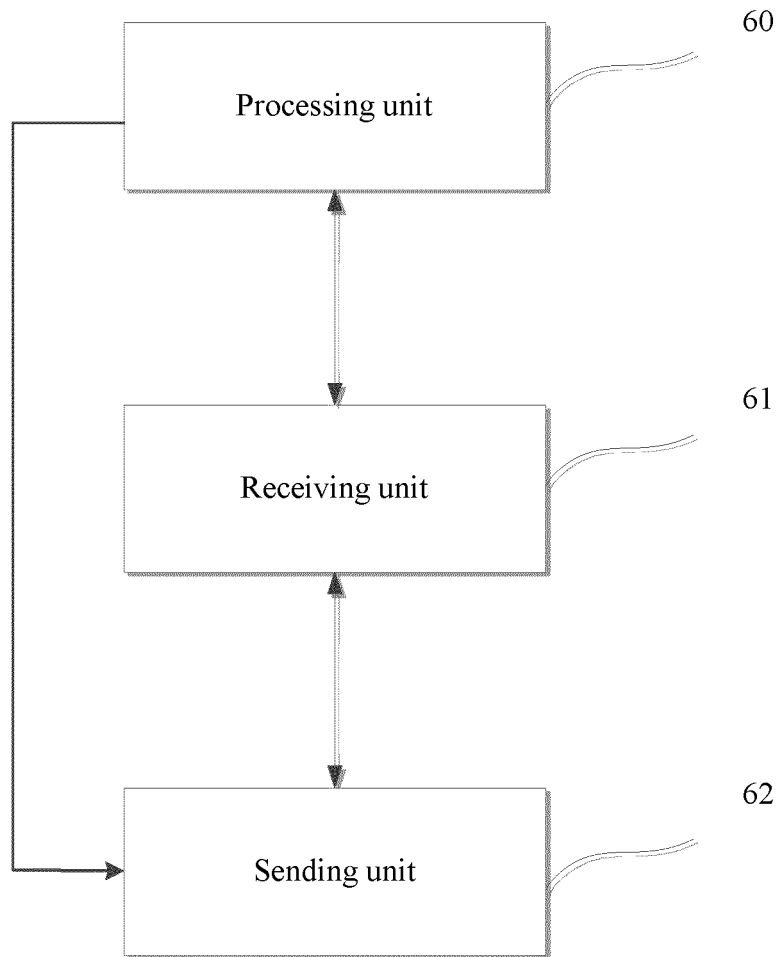 60
Processing unit
61
Receiving unit
62
Sending unit